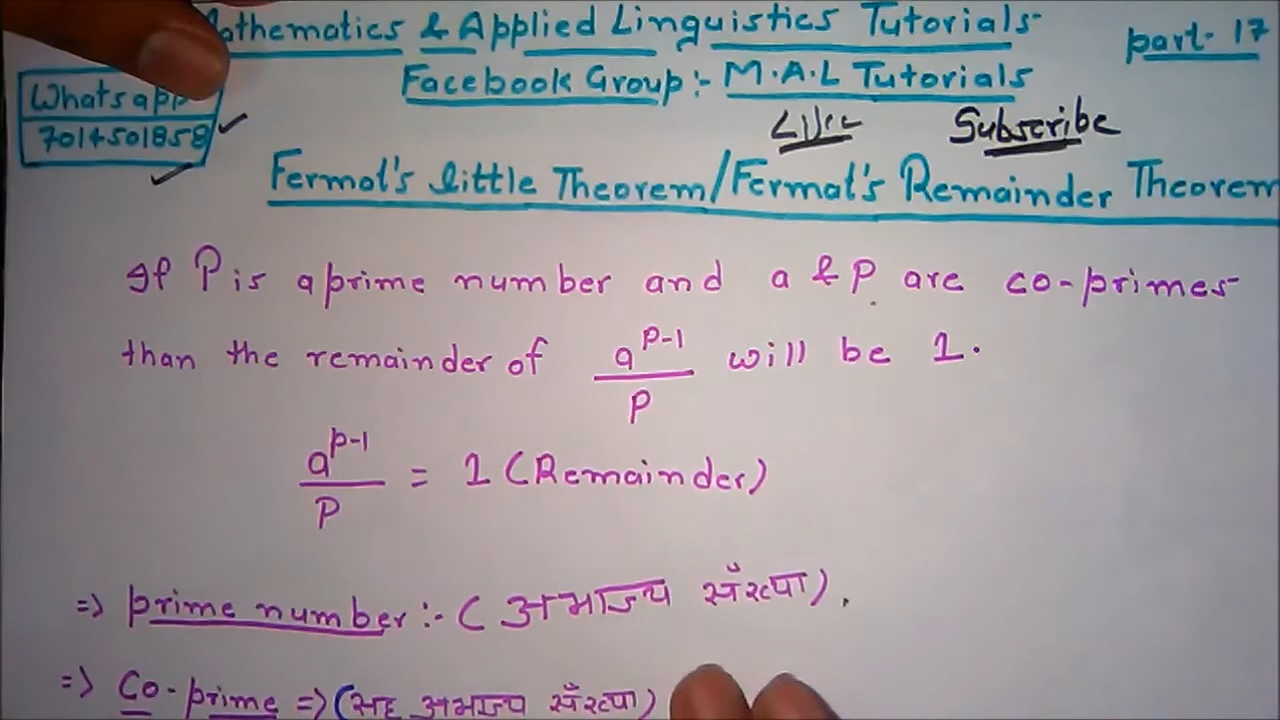 Mathematics & Applied Linguistics Tutorials
part-17
Facebook Group:- M.A.L Tutorials
Whatsapp
7014501858
Like Subscribe
Fermat's little Theorem/Fermat's Remainder Theorem
If P is a prime number and a & P are co-primes
than the remainder of a^{p-1}/P will be 1.
a^{p-1}/P = 1 (Remainder)
=> prime number:- (अभाज्य सँख्या).
=> Co-prime => (सह अभाज्य सँख्या)